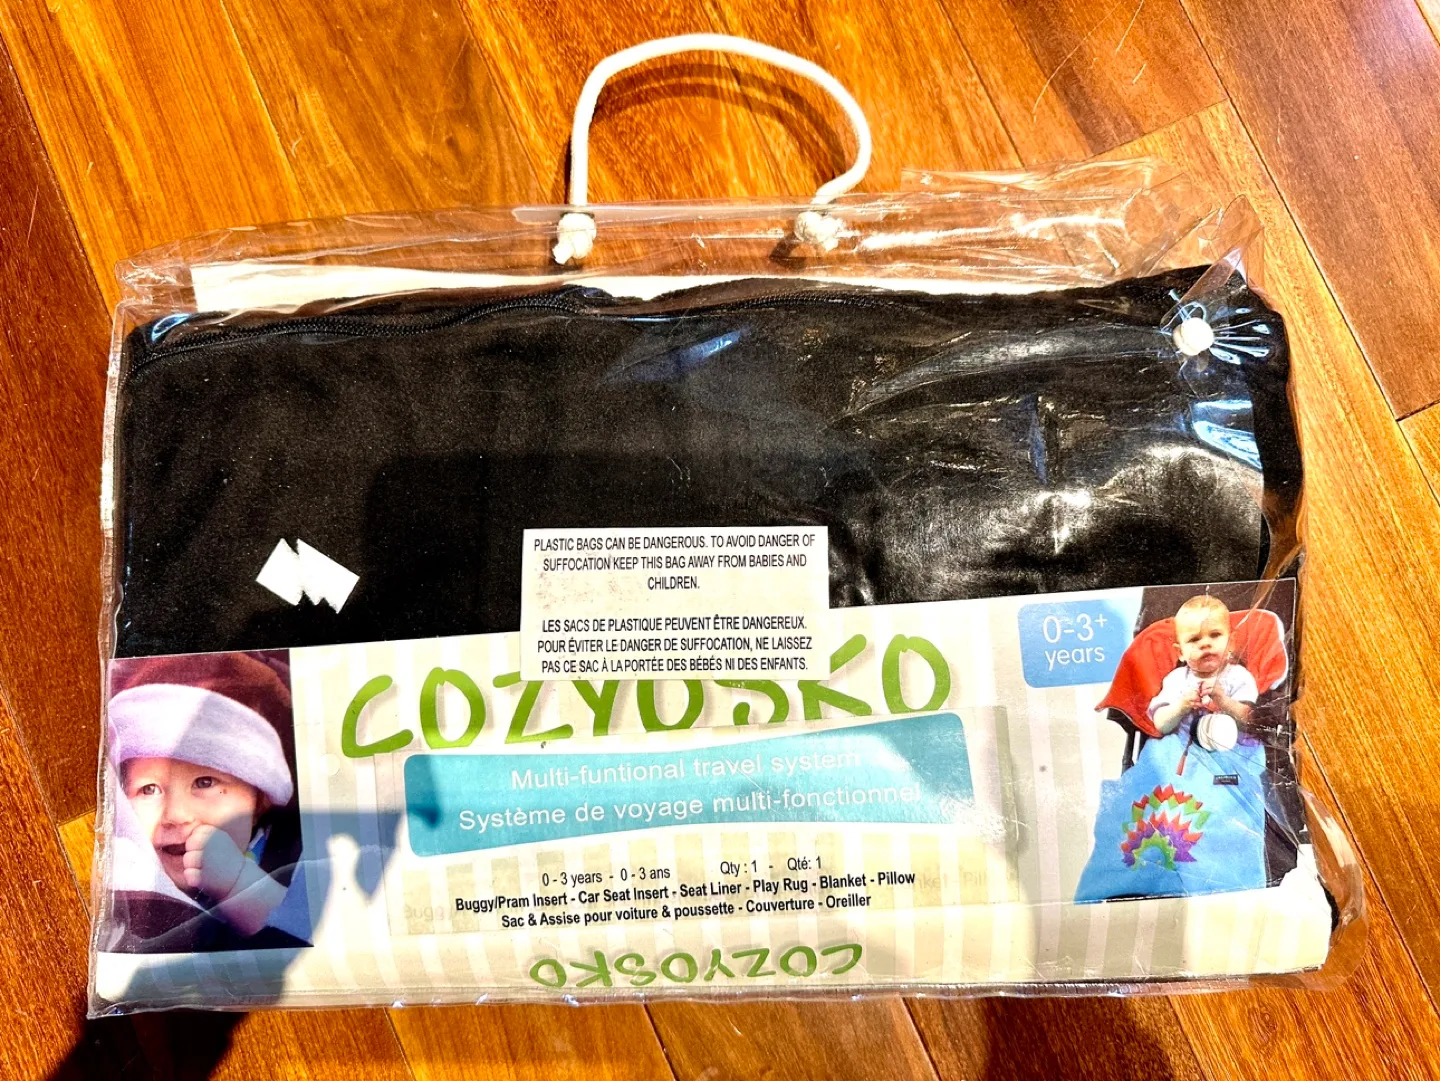 PLASTIC BAGS CAN BE DANGEROUS. TO AVOID DANGER OF
SUFFOCATION KEEP THIS BAG AWAY FROM BABIES AND
CHILDREN.
LES SACS DE PLASTIQUE PEUVENT ÊTRE DANGEREUX.
POUR ÉVITER LE DANGER DE SUFFOCATION, NE LAISSEZ
PAS CE SAC À LA PORTÉE DES BÉBÉS NI DES ENFANTS.
0-3+
years
COZYOSKO
Multi-funtional travel system
Système de voyage multi-fonctionnel
0 - 3 years - 0 - 3 ans Qty : 1 - Qté: 1
Buggy/Pram Insert - Car Seat Insert - Seat Liner - Play Rug - Blanket - Pillow
Sac & Assise pour voiture & poussette - Couverture - Oreiller
COZYOSKO